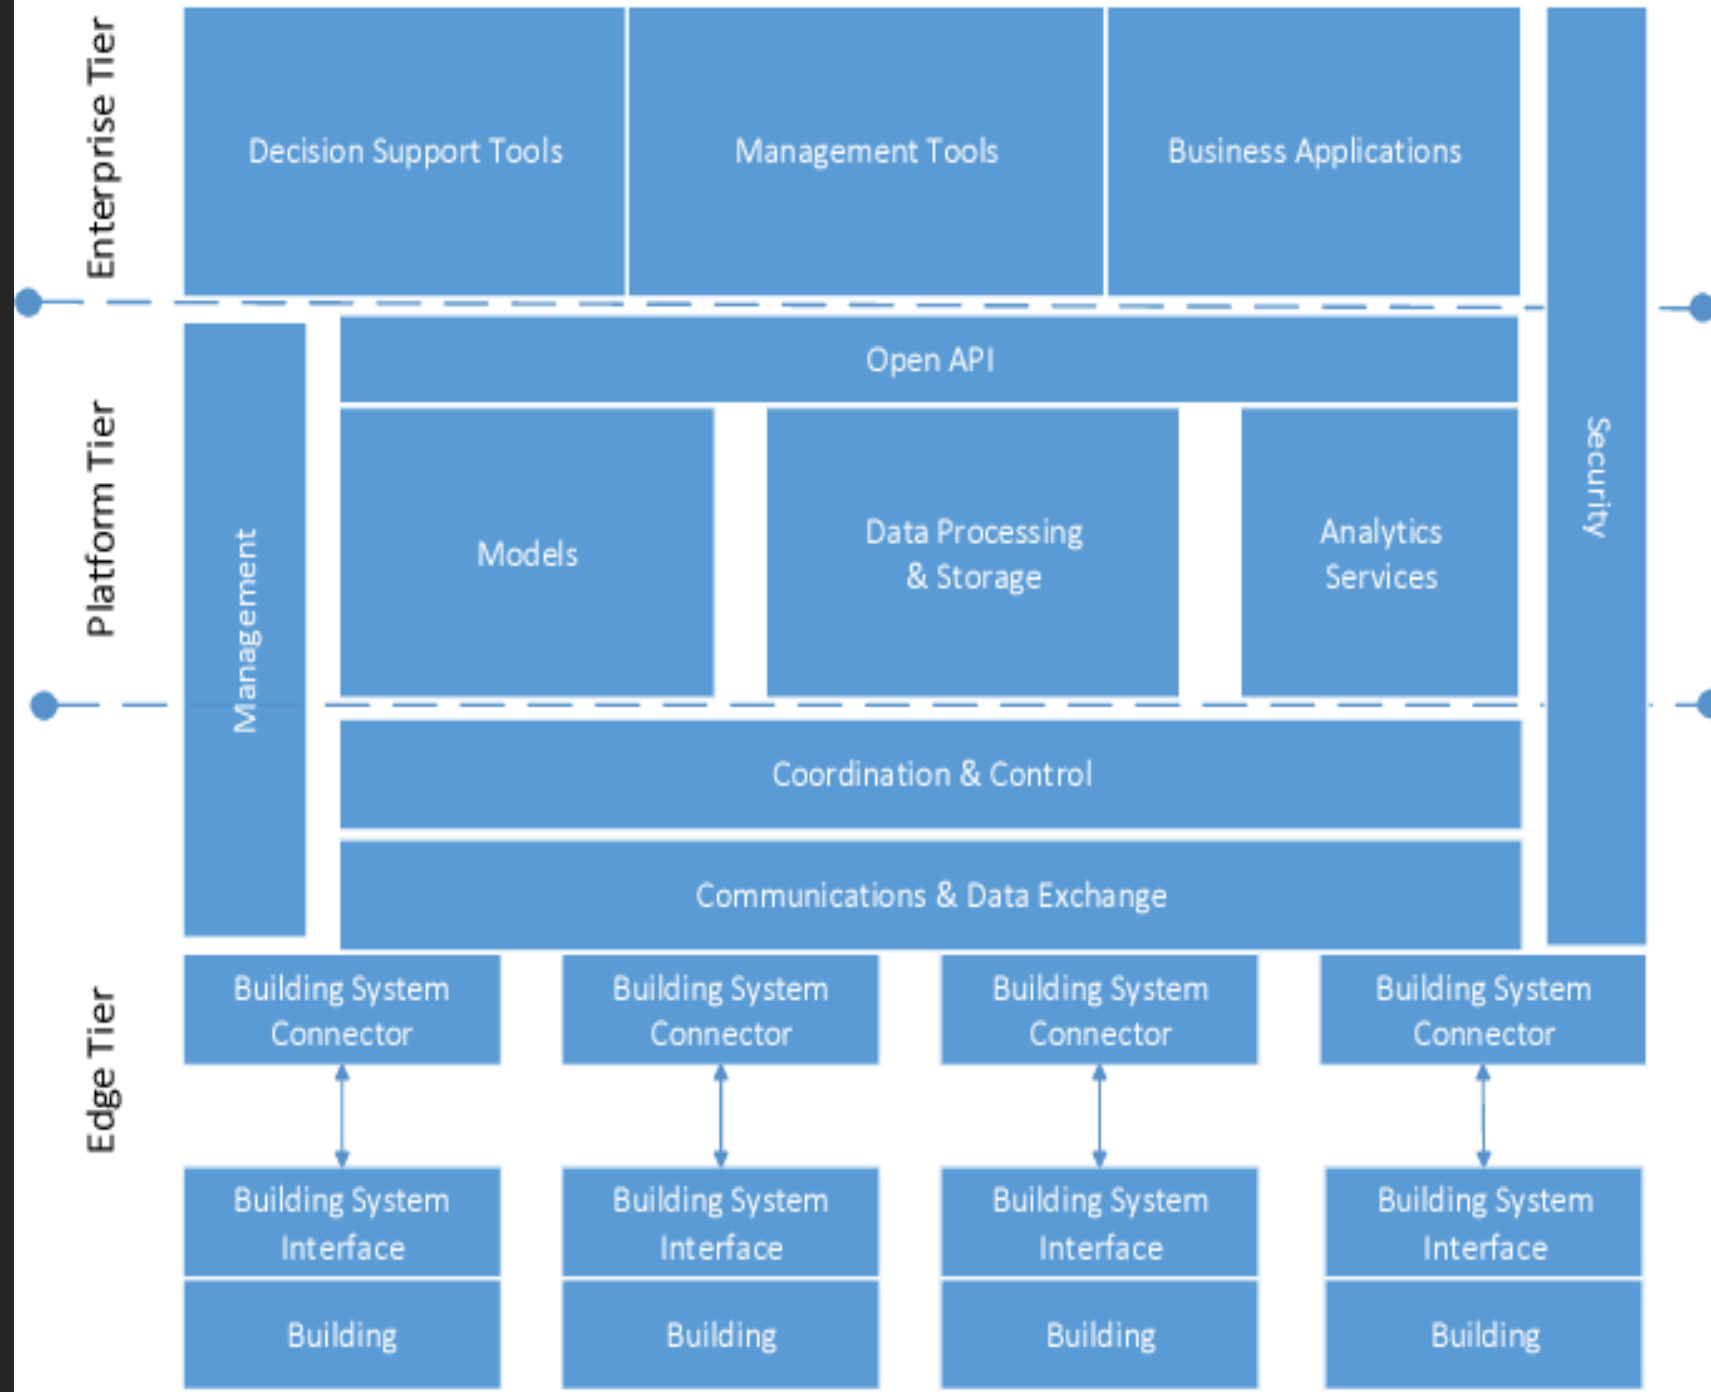 Enterprise Tier
Decision Support Tools
Management Tools
Business Applications
Security
Platform Tier
Management
Open API
Models
Data Processing
& Storage
Analytics
Services
Coordination & Control
Communications & Data Exchange
Edge Tier
Building System
Connector
Building System
Connector
Building System
Connector
Building System
Connector
Building System
Interface
Building System
Interface
Building System
Interface
Building System
Interface
Building
Building
Building
Building